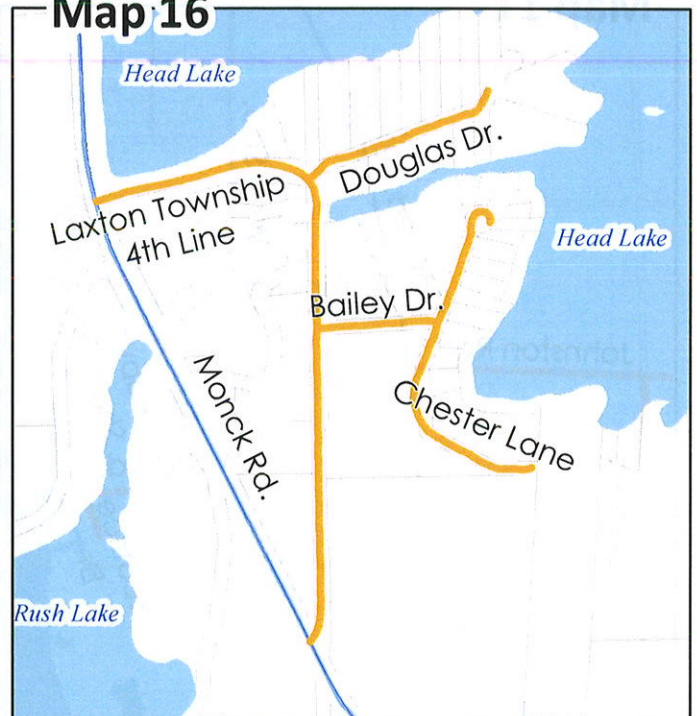 Map 16
Head Lake
Douglas Dr.
Laxton Township
4th Line
Head Lake
Bailey Dr.
Monck Rd.
Chester Lane
Rush Lake